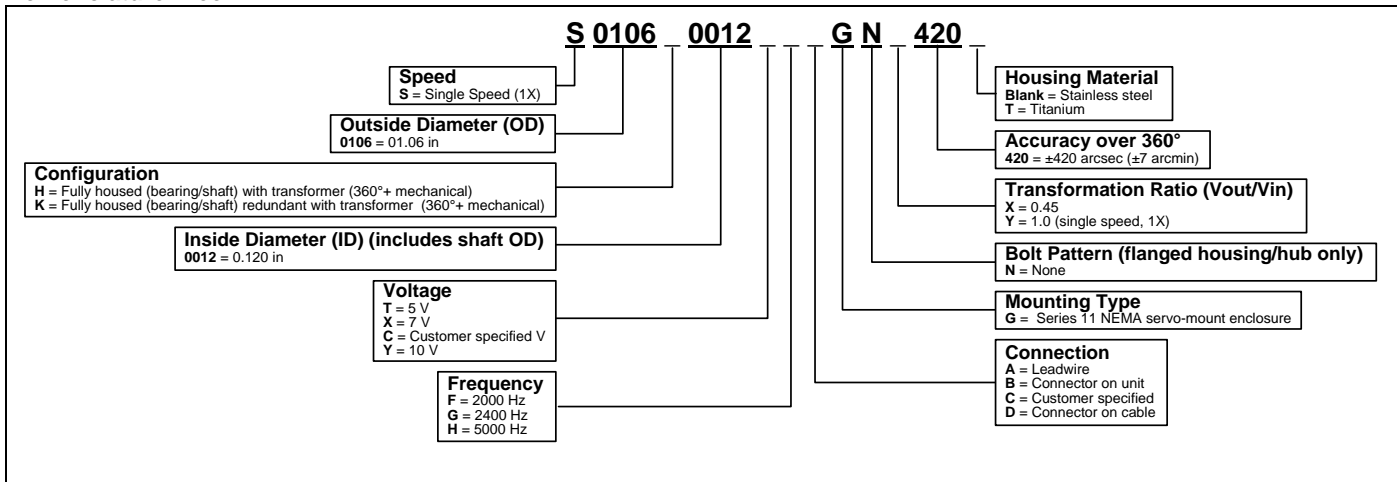 S 0106 _ 0012 _ _ _ G N _ 420 _
Speed
S = Single Speed (1X)
Outside Diameter (OD)
0106 = 01.06 in
Configuration
H = Fully housed (bearing/shaft) with transformer (360°+ mechanical)
K = Fully housed (bearing/shaft) redundant with transformer (360°+ mechanical)
Inside Diameter (ID) (includes shaft OD)
0012 = 0.120 in
Voltage
T = 5 V
X = 7 V
C = Customer specified V
Y = 10 V
Frequency
F = 2000 Hz
G = 2400 Hz
H = 5000 Hz
Housing Material
Blank = Stainless steel
T = Titanium
Accuracy over 360°
420 = ±420 arcsec (±7 arcmin)
Transformation Ratio (Vout/Vin)
X = 0.45
Y = 1.0 (single speed, 1X)
Bolt Pattern (flanged housing/hub only)
N = None
Mounting Type
G = Series 11 NEMA servo-mount enclosure
Connection
A = Leadwire
B = Connector on unit
C = Customer specified
D = Connector on cable